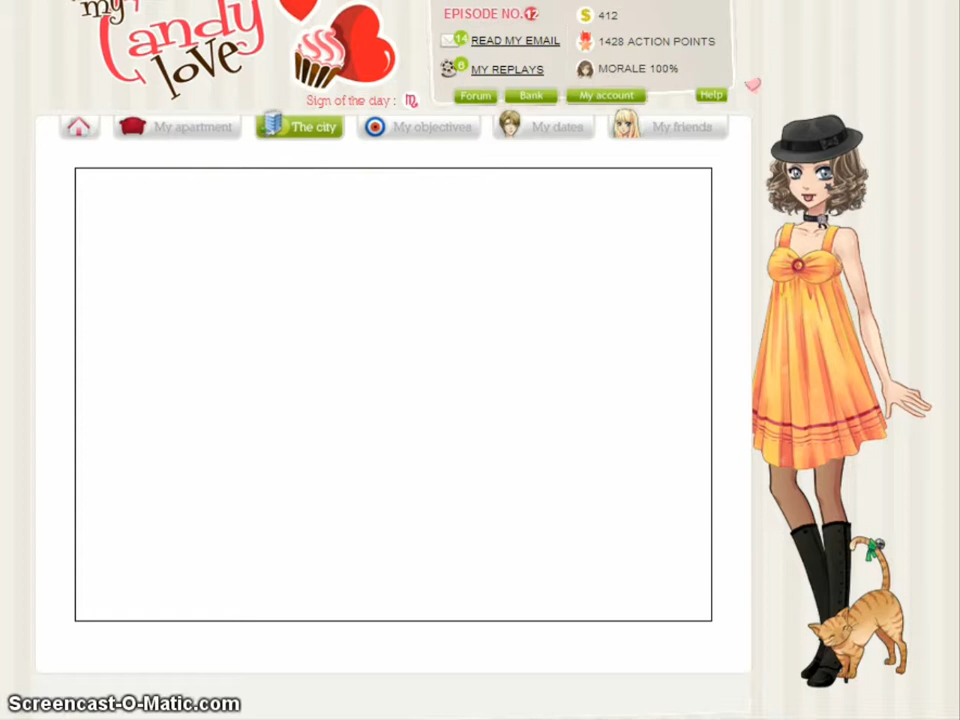 my
Candy
love
EPISODE NO.12
412
14 READ MY EMAIL
1428 ACTION POINTS
6 MY REPLAYS
MORALE 100%
Sign of the day : ♏
Forum
Bank
My account
Help
My apartment
The city
My objectives
My dates
My friends
Screencast-O-Matic.com